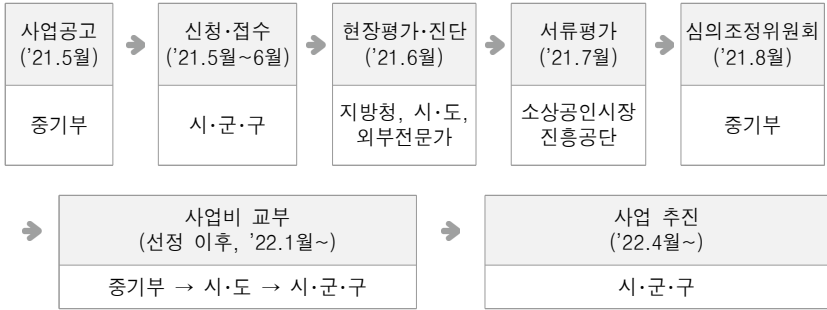 사업공고
('21.5월)
중기부
신청·접수
('21.5월~6월)
시·군·구
현장평가·진단
('21.6월)
지방청, 시·도,
외부전문가
서류평가
('21.7월)
소상공인시장
진흥공단
심의조정위원회
('21.8월)
중기부
사업비 교부
(선정 이후, '22.1월~)
중기부 → 시·도 → 시·군·구
사업 추진
('22.4월~)
시·군·구